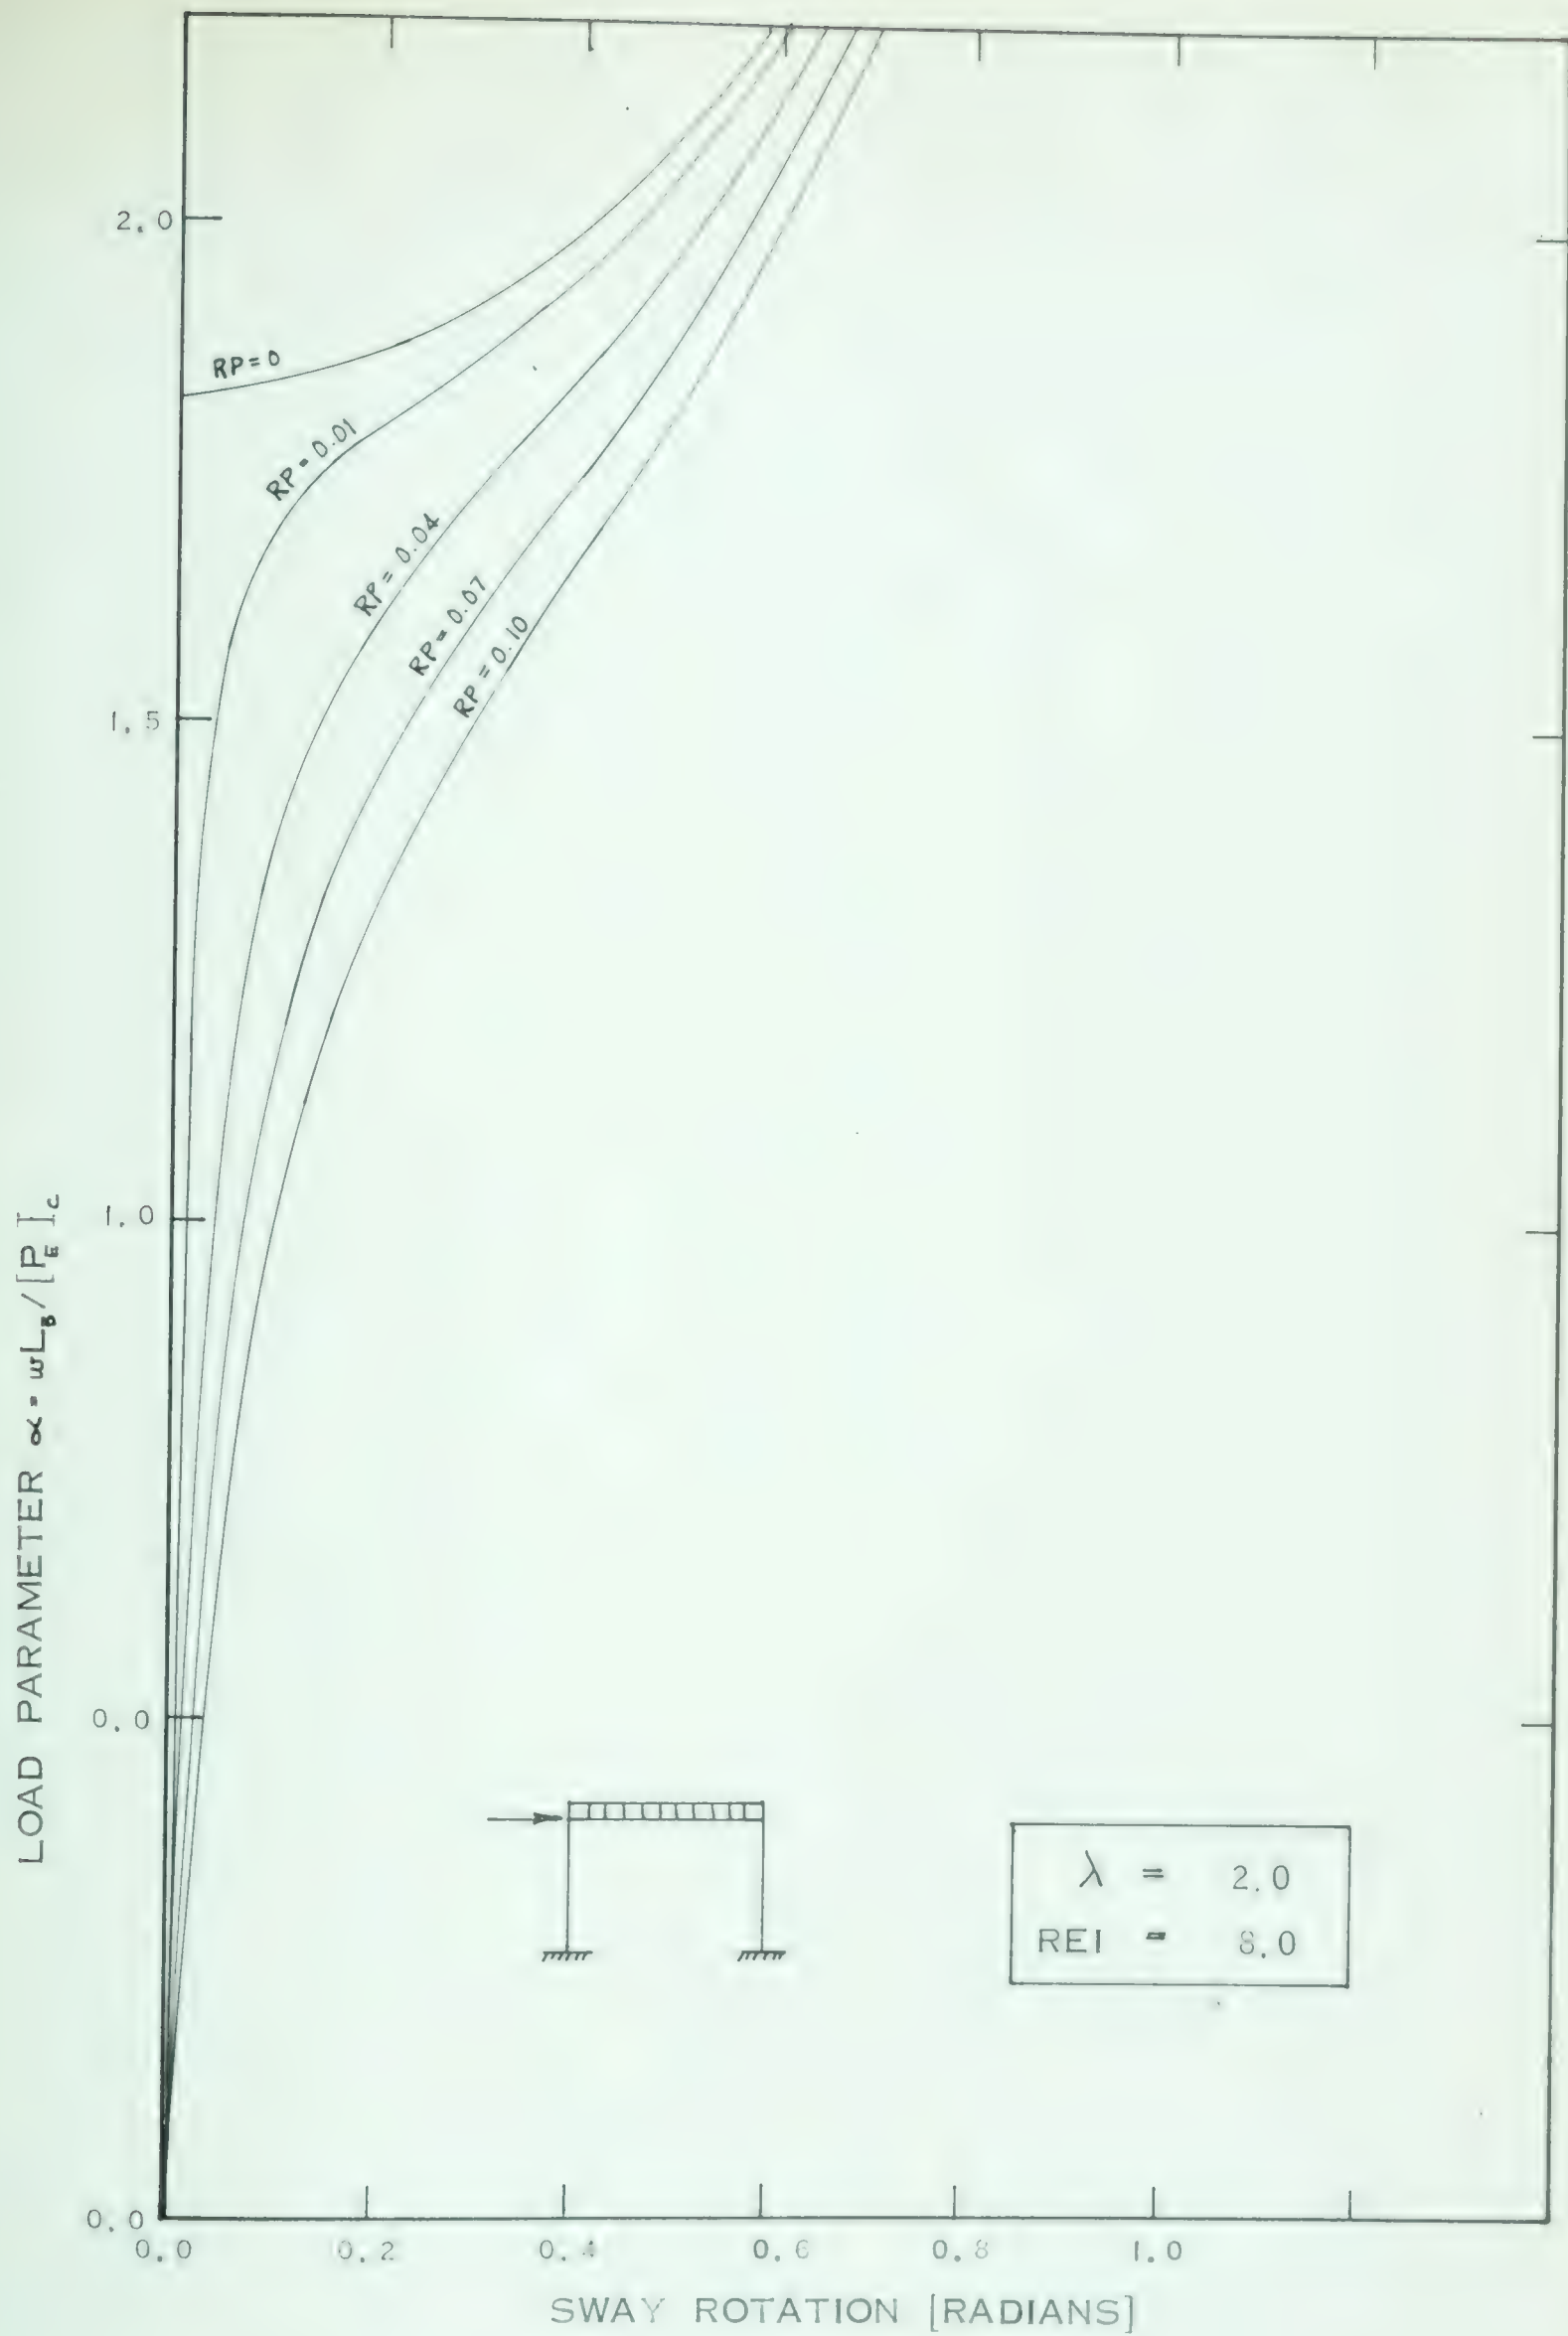 2.0
RP=0
RP=0.01
RP=0.04
RP=0.07
RP=0.10
1.5
1.0
0.0
0.0
LOAD PARAMETER α = wL_B/[P_E]_c
λ = 2.0
REI = 8.0
0.0 0.2 0.4 0.6 0.8 1.0
SWAY ROTATION [RADIANS]